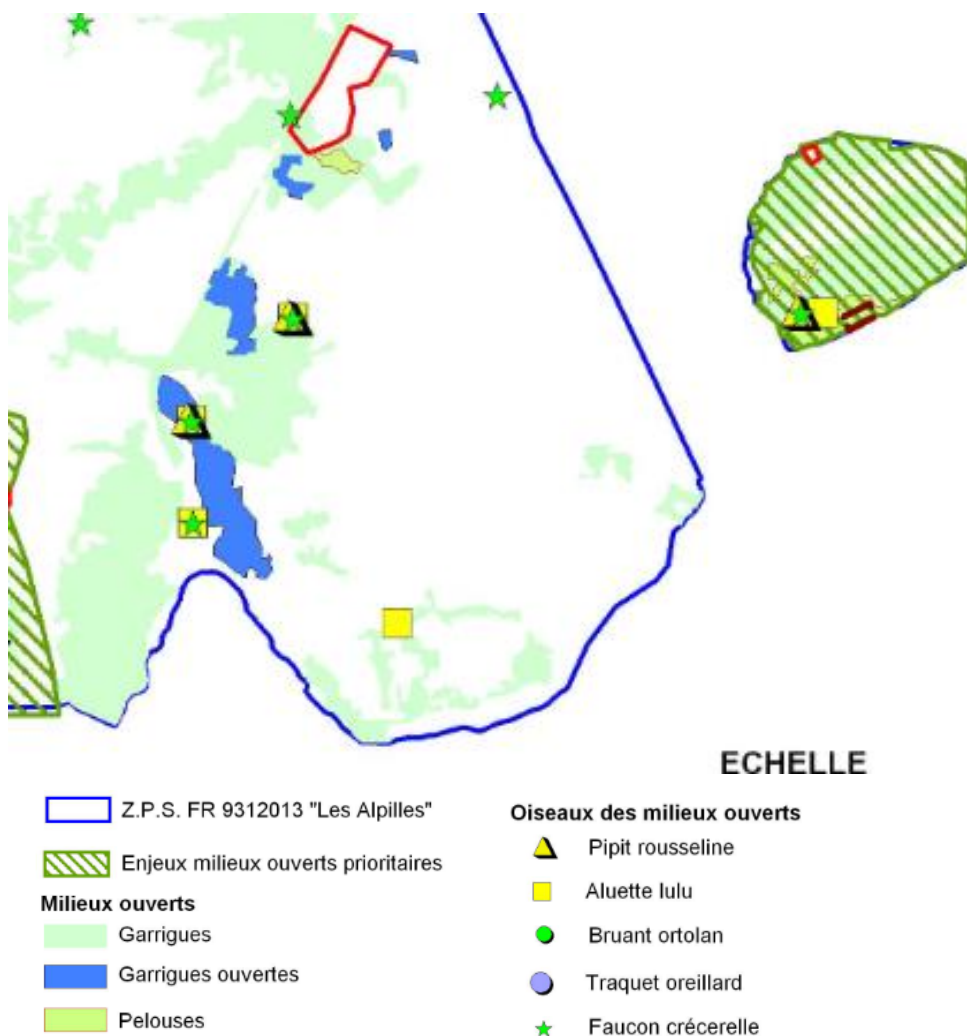 ECHELLE
Z.P.S. FR 9312013 "Les Alpilles"
Enjeux milieux ouverts prioritaires
Milieux ouverts
Garrigues
Garrigues ouvertes
Pelouses
Oiseaux des milieux ouverts
Pipit rousseline
Aluette lulu
Bruant ortolan
Traquet oreillard
Faucon crécerelle